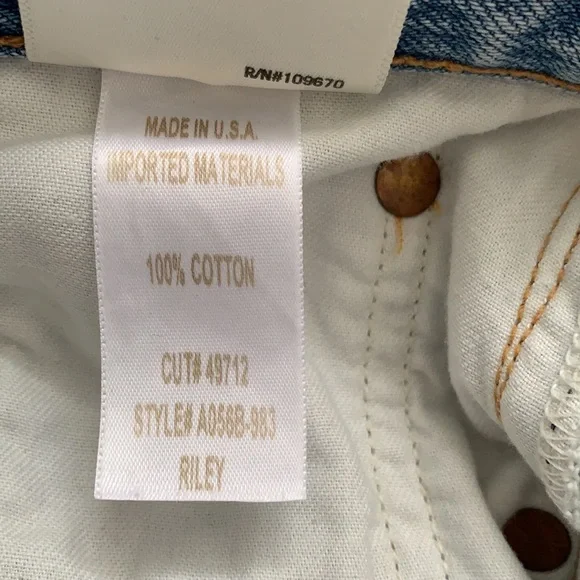 R/N#109670
MADE IN U.S.A.
IMPORTED MATERIALS
100% COTTON
CUT# 49712
STYLE# A056B-983
RILEY